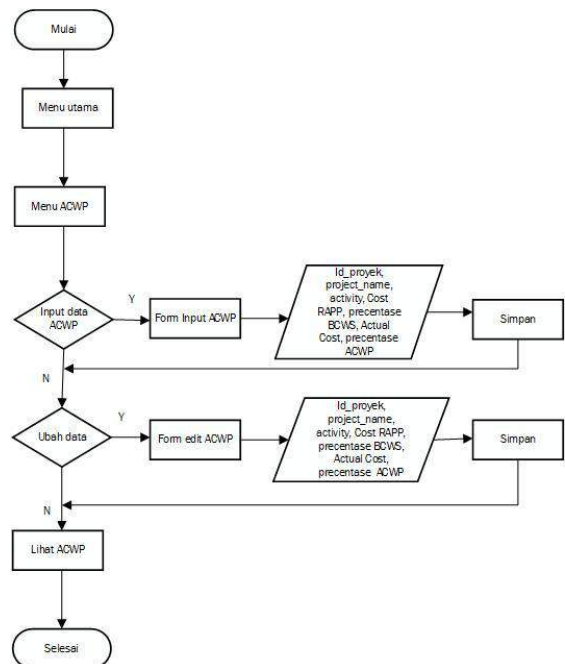 Mulai
Menu utama
Menu ACWP
Input data
ACWP
Y
Form Input ACWP
Id_proyek,
project_name,
activity, Cost
RAPP, precentase
BCWS, Actual
Cost, precentase
ACWP
Simpan
N
Ubah data
Y
Form edit ACWP
Id_proyek,
project_name,
activity, Cost RAPP,
precentase BCWS,
Actual Cost,
precentase ACWP
Simpan
N
Lihat ACWP
Selesai